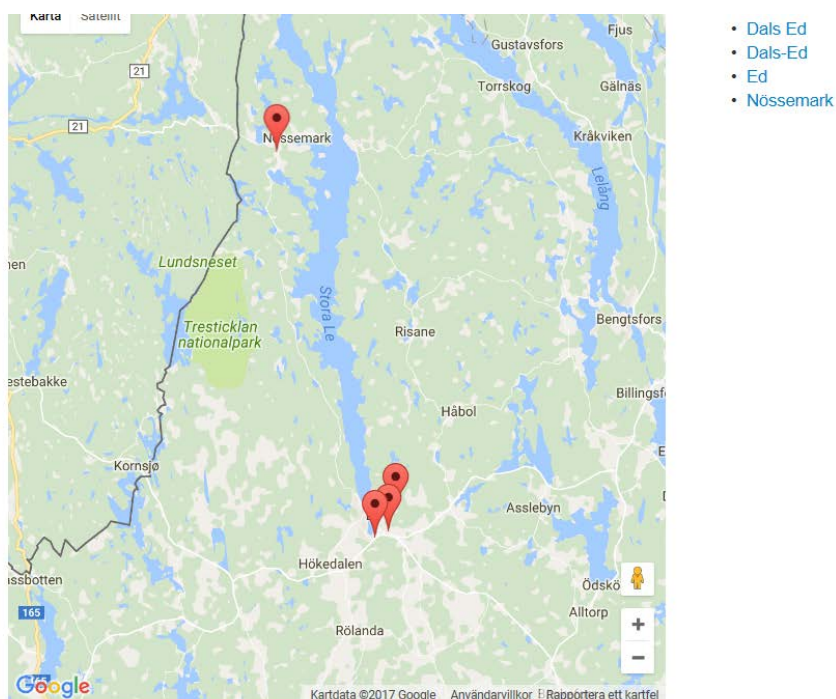 Karta Satellit
Fjus
Gustavsfors
21
Torrskog
Gälnäs
21
Nössemark
Kråkviken
Lelång
Lundsneset
Stora Le
Tresticklan
nationalpark
Risane
Bengtsfors
estebakke
Billingsf
Håbol
Kornsjø
Asslebyn
Hökedalen
assbotten
Ödskö
165
Alltorp
Rölanda
+
−
Google
Kartdata ©2017 Google Användarvillkor Rapportera ett kartfel
• Dals Ed
• Dals-Ed
• Ed
• Nössemark